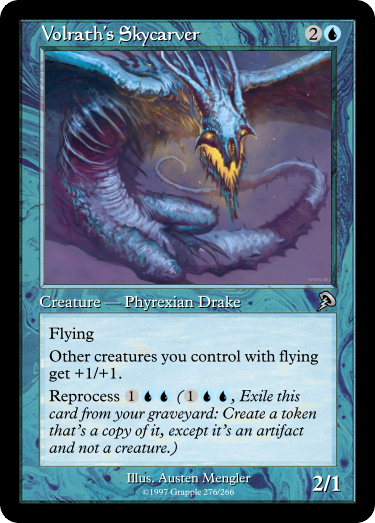 Volrath's Skycarver 2
Creature — Phyrexian Drake
Flying
Other creatures you control with flying
get +1/+1.
Reprocess 1 (1, Exile this
card from your graveyard: Create a token
that's a copy of it, except it's an artifact
and not a creature.)
Illus. Austen Mengler
©1997 Grapple 276/266
2/1